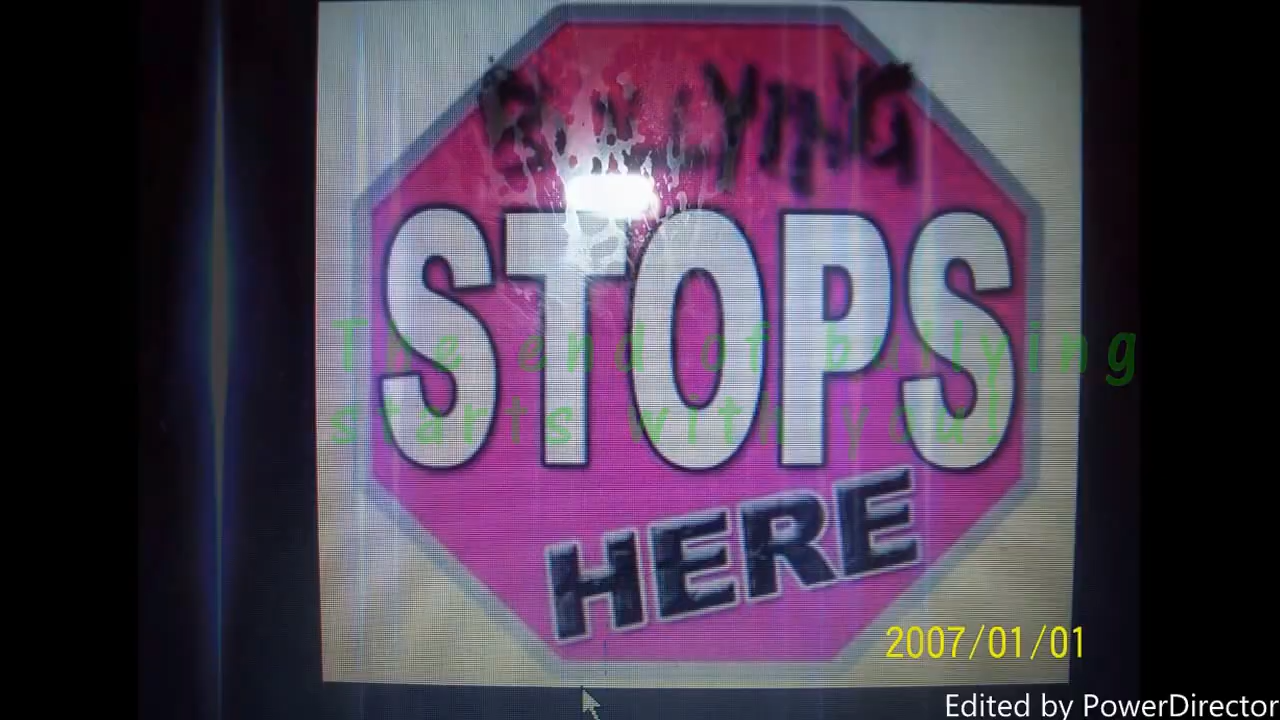 BULLYING
STOPS
The end of bullying
starts with you!
HERE
2007/01/01
Edited by PowerDirector